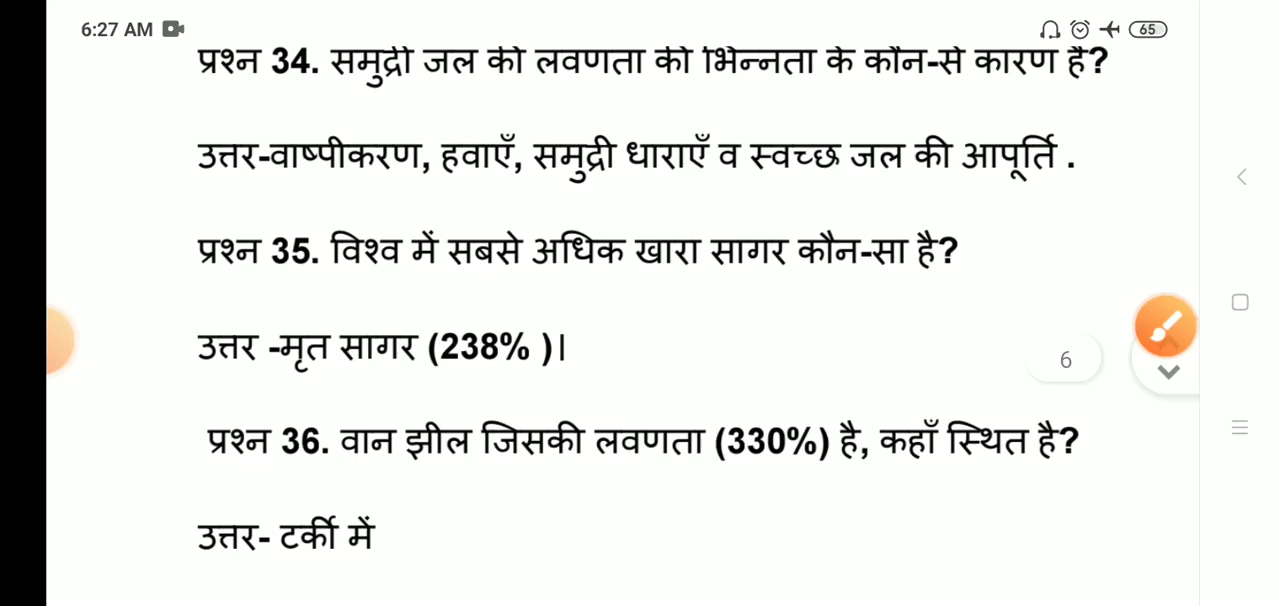 6:27 AM
65
प्रश्न 34. समुद्री जल की लवणता की भिन्नता के कौन-से कारण हैं?
उत्तर-वाष्पीकरण, हवाएँ, समुद्री धाराएँ व स्वच्छ जल की आपूर्ति .
प्रश्न 35. विश्व में सबसे अधिक खारा सागर कौन-सा है?
उत्तर -मृत सागर (238% )।
6
प्रश्न 36. वान झील जिसकी लवणता (330%) है, कहाँ स्थित है?
उत्तर- टर्की में